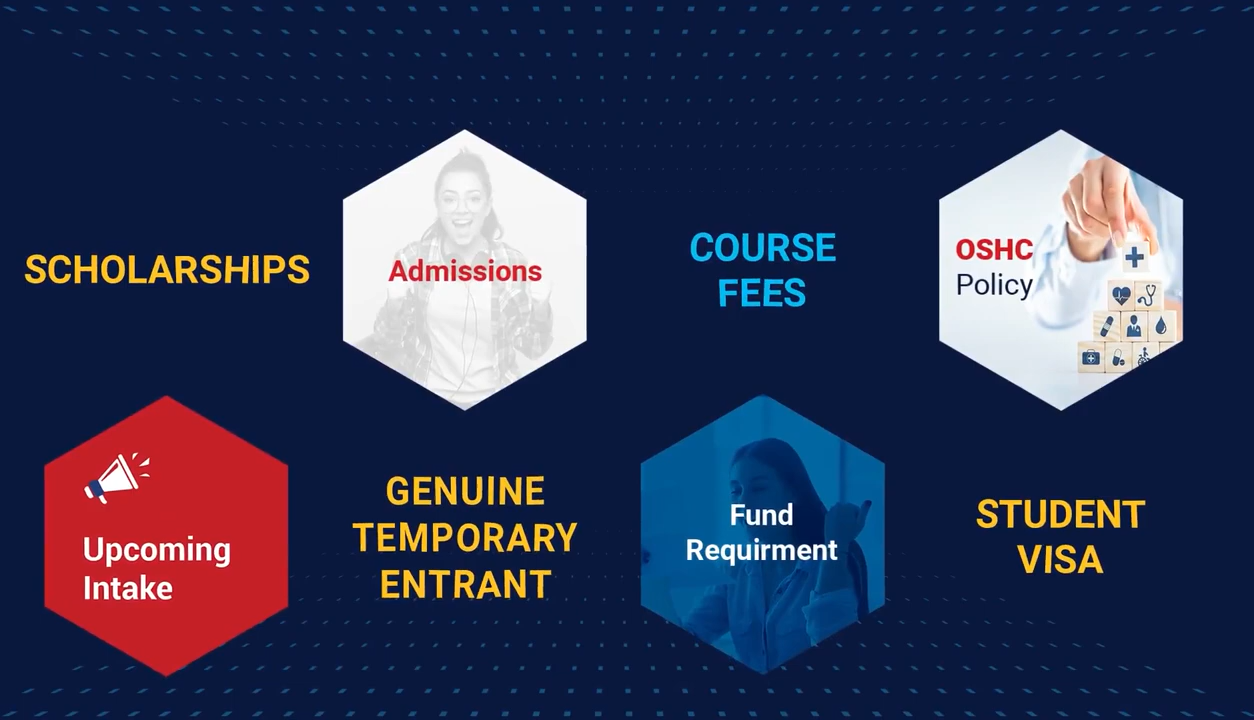 SCHOLARSHIPS
Admissions
COURSE
FEES
OSHC
Policy
Upcoming
Intake
GENUINE
TEMPORARY
ENTRANT
Fund
Requirment
STUDENT
VISA